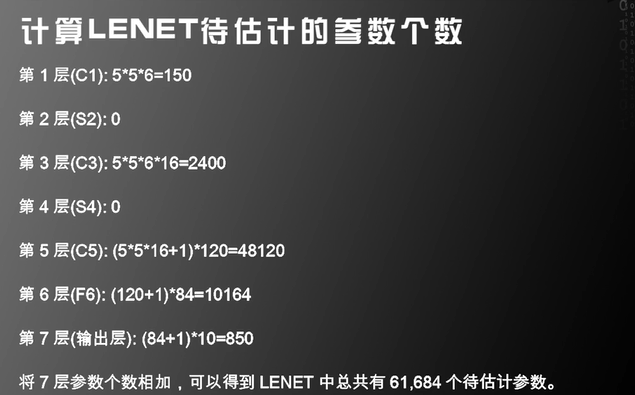 计算LENET待估计的参数个数
第 1 层(C1): 5*5*6=150
第 2 层(S2): 0
第 3 层(C3): 5*5*6*16=2400
第 4 层(S4): 0
第 5 层(C5): (5*5*16+1)*120=48120
第 6 层(F6): (120+1)*84=10164
第 7 层(输出层): (84+1)*10=850
将 7 层参数个数相加，可以得到 LENET 中总共有 61,684 个待估计参数。